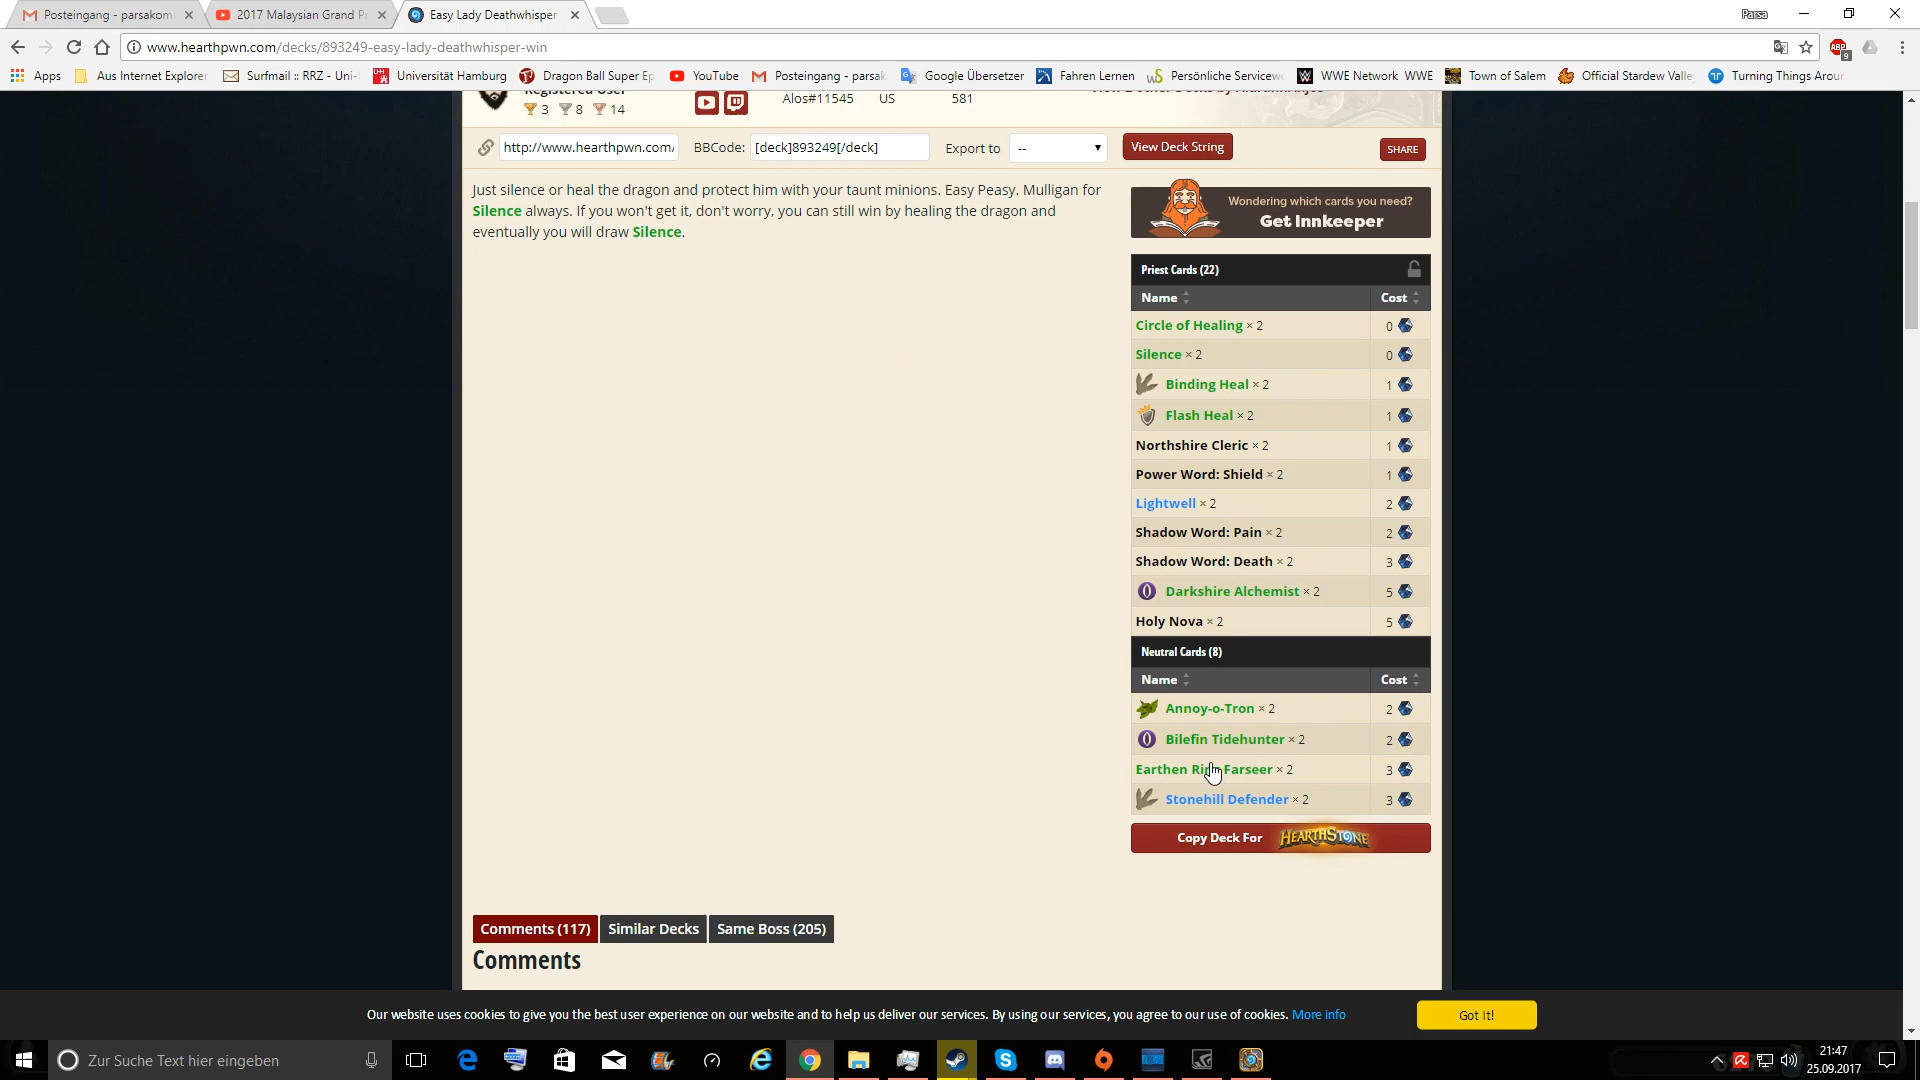 Posteingang - parsakom
2017 Malaysian Grand P
Easy Lady Deathwhisper
Parsa
www.hearthpwn.com/decks/893249-easy-lady-deathwhisper-win
ABP
9
Apps
Aus Internet Explorer
Surfmail :: RRZ - Uni-
Universität Hamburg
Dragon Ball Super Ep
YouTube
Posteingang - parsak
Google Übersetzer
Fahren Lernen
Persönliche Servicew
WWE Network WWE
Town of Salem
Official Stardew Valle
Turning Things Arou
Registered User
3 8 14
Alos#11545 US 581
http://www.hearthpwn.com/
BBCode: [deck]893249[/deck]
Export to --
View Deck String
SHARE
Just silence or heal the dragon and protect him with your taunt minions. Easy Peasy. Mulligan for
Silence always. If you won't get it, don't worry, you can still win by healing the dragon and
eventually you will draw Silence.
Wondering which cards you need?
Get Innkeeper
Priest Cards (22)
Name Cost
Circle of Healing × 2 0
Silence × 2 0
Binding Heal × 2 1
Flash Heal × 2 1
Northshire Cleric × 2 1
Power Word: Shield × 2 1
Lightwell × 2 2
Shadow Word: Pain × 2 2
Shadow Word: Death × 2 3
Darkshire Alchemist × 2 5
Holy Nova × 2 5
Neutral Cards (8)
Name Cost
Annoy-o-Tron × 2 2
Bilefin Tidehunter × 2 2
Earthen Farseer × 2 3
Stonehill Defender × 2 3
Copy Deck For HEARTHSTONE
Comments (117) Similar Decks Same Boss (205)
Comments
Our website uses cookies to give you the best user experience on our website and to help us deliver our services. By using our services, you agree to our use of cookies. More info
Got It!
Zur Suche Text hier eingeben
21:47
25.09.2017